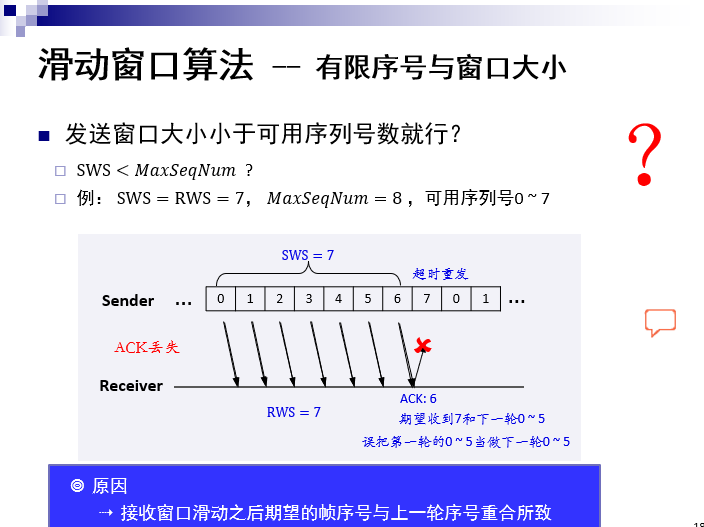 滑动窗口算法 -- 有限序号与窗口大小
发送窗口大小小于可用序列号数就行？
SWS < MaxSeqNum ?
例： SWS = RWS = 7， MaxSeqNum = 8 ，可用序列号0 ~ 7
?
SWS = 7
超时重发
Sender ... 0 1 2 3 4 5 6 7 0 1 ...
ACK丢失
Receiver
RWS = 7
ACK: 6
期望收到7和下一轮0 ~ 5
误把第一轮的0 ~ 5当做下一轮0 ~ 5
原因
→ 接收窗口滑动之后期望的帧序号与上一轮序号重合所致